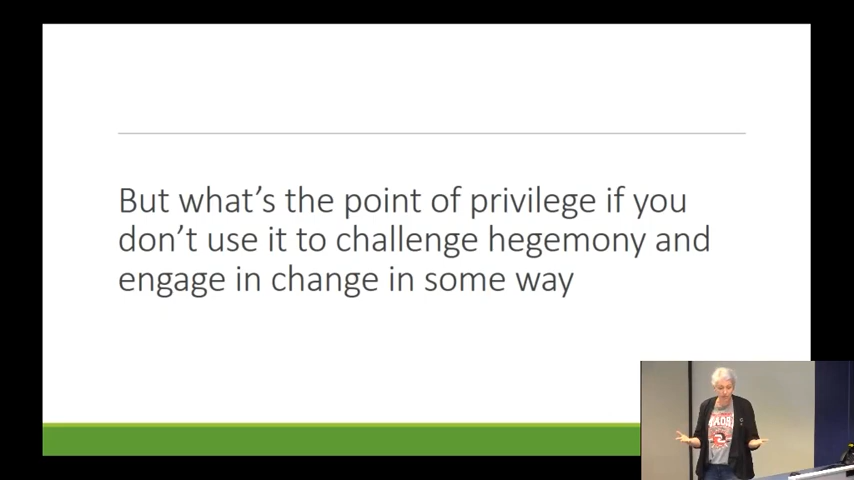 But what's the point of privilege if you
don't use it to challenge hegemony and
engage in change in some way